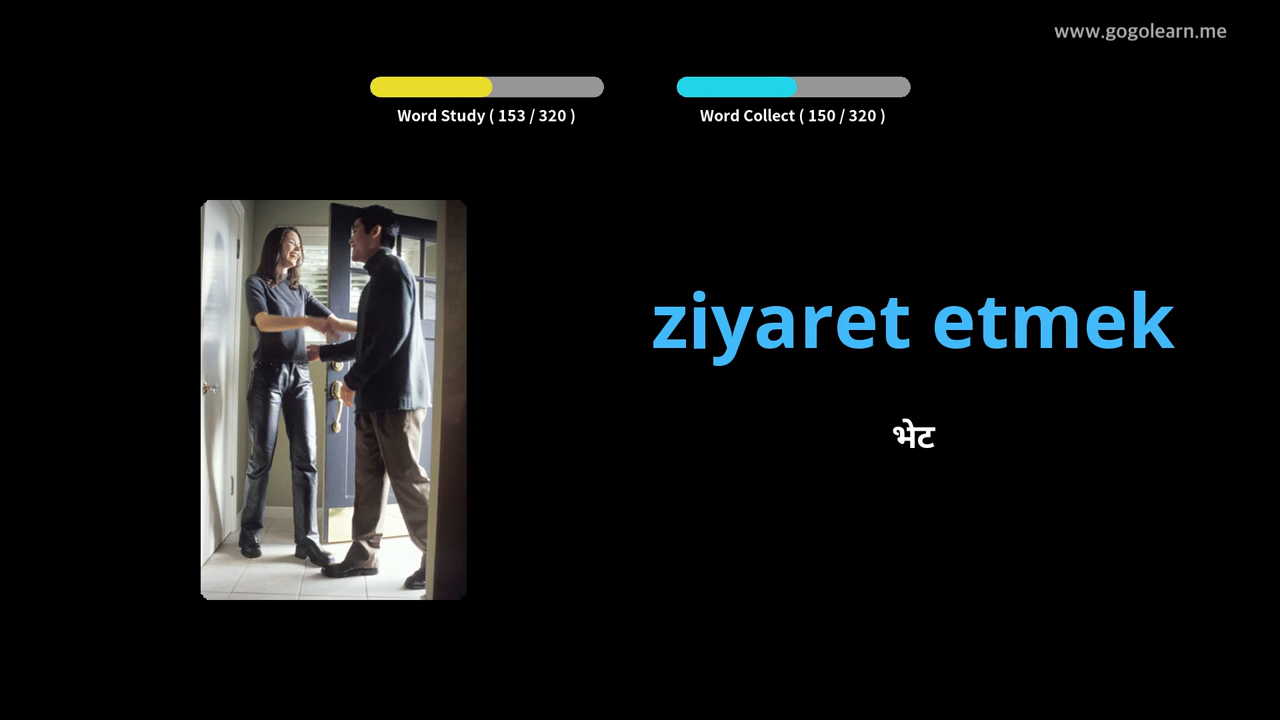 www.gogolearn.me
Word Study ( 153 / 320 )
Word Collect ( 150 / 320 )
ziyaret etmek
भेट